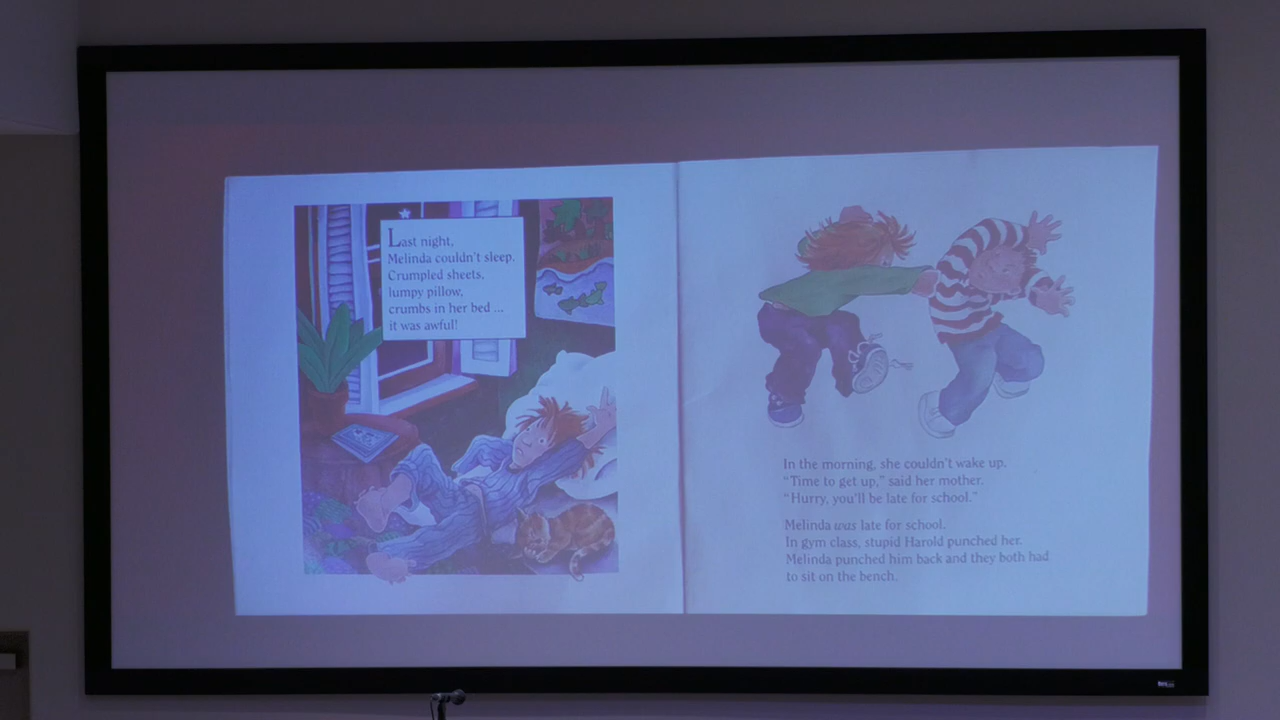 Last night,
Melinda couldn't sleep.
Crumpled sheets,
lumpy pillow,
crumbs in her bed ...
it was awful!
In the morning, she couldn't wake up.
"Time to get up," said her mother.
"Hurry, you'll be late for school."
Melinda was late for school.
In gym class, stupid Harold punched her.
Melinda punched him back and they both had
to sit on the bench.